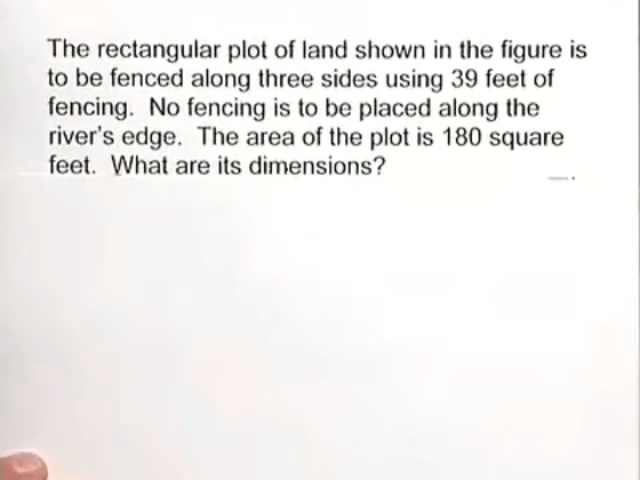 The rectangular plot of land shown in the figure is
to be fenced along three sides using 39 feet of
fencing.  No fencing is to be placed along the
river's edge.  The area of the plot is 180 square
feet.  What are its dimensions?